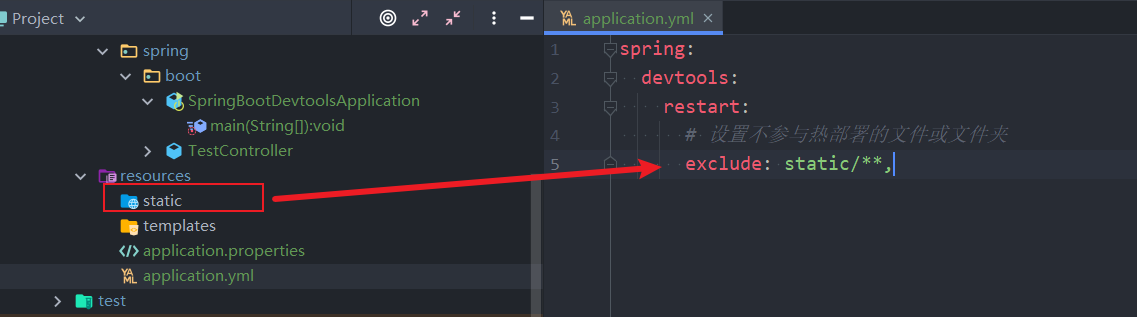 Project
spring
boot
SpringBootDevtoolsApplication
main(String[]):void
TestController
resources
static
templates
application.properties
application.yml
test
application.yml
1 spring:
2 devtools:
3 restart:
4 # 设置不参与热部署的文件或文件夹
5 exclude: static/**,